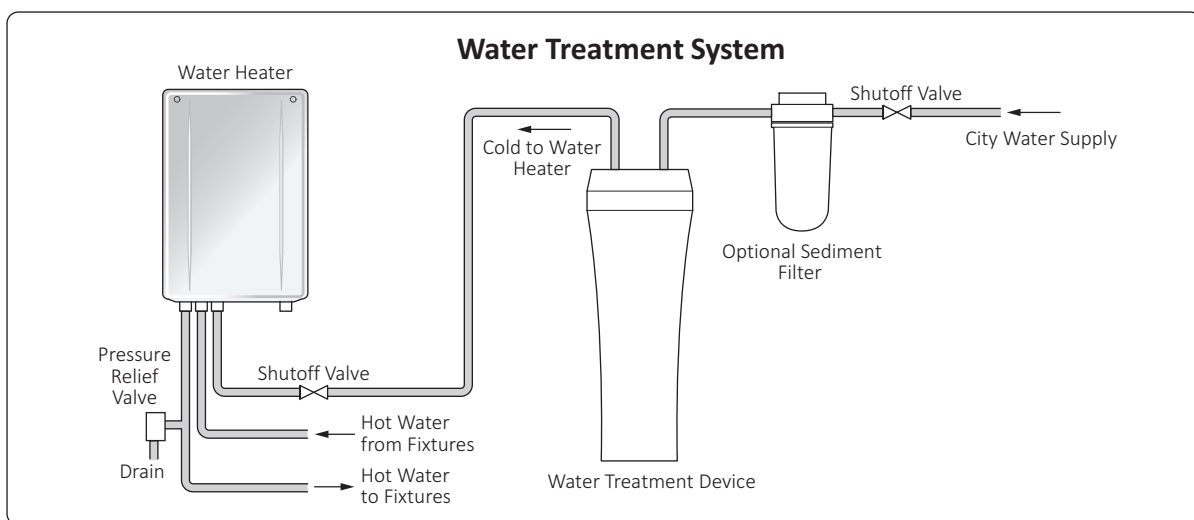 Water Treatment System
Water Heater
Shutoff Valve
City Water Supply
Cold to Water
Heater
Optional Sediment
Filter
Pressure
Relief
Valve
Shutoff Valve
Hot Water
from Fixtures
Drain
Hot Water
to Fixtures
Water Treatment Device